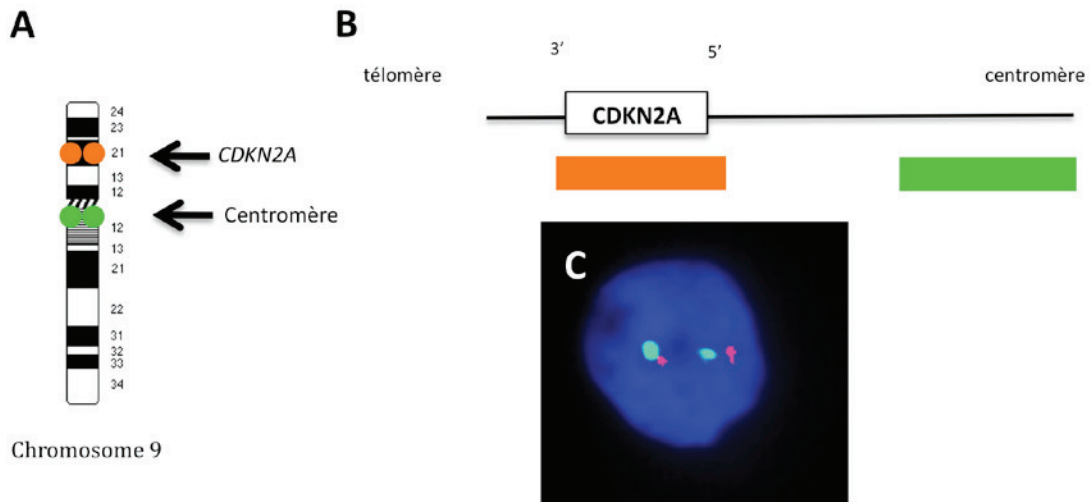 A
24
23
21
13
12
12
13
21
22
31
32
33
34
CDKN2A
Centromère
Chromosome 9
B
3’
5’
télomère
centromère
CDKN2A
C